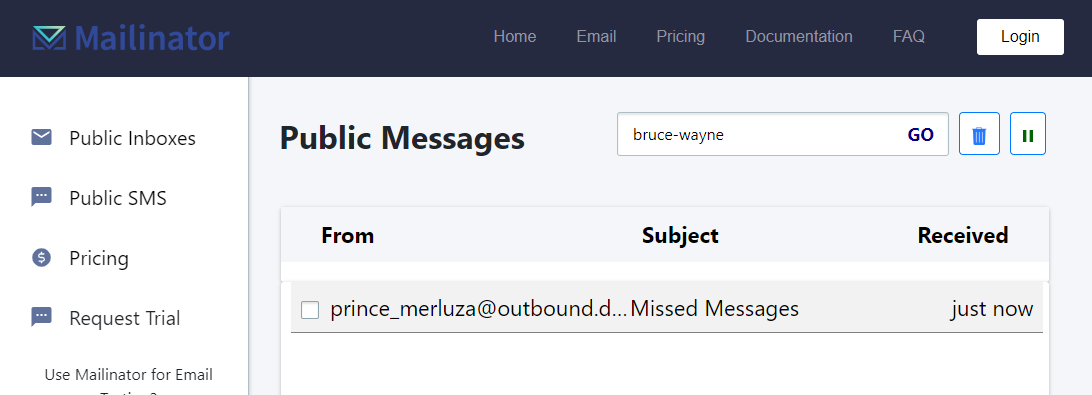 Mailinator
Home Email Pricing Documentation FAQ Login
Public Inboxes
Public SMS
Pricing
Request Trial
Use Mailinator for Email
Public Messages
bruce-wayne GO
From Subject Received
prince_merluza@outbound.d... Missed Messages just now